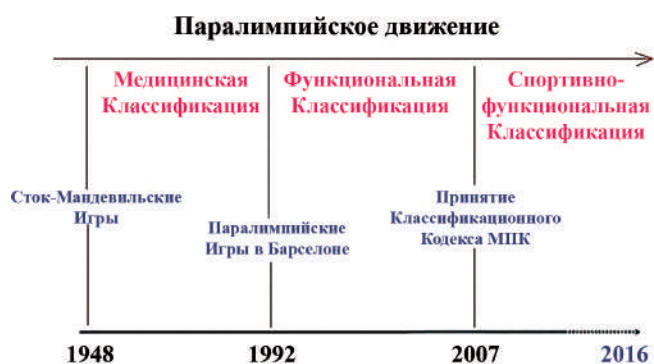 Паралимпийское движение
Медицинская
Классификация
Функциональная
Классификация
Спортивно-
функциональная
Классификация
Сток-Мандевильские
Игры
Паралимпийские
Игры в Барселоне
Принятие
Классификационного
Кодекса МПК
1948
1992
2007
2016